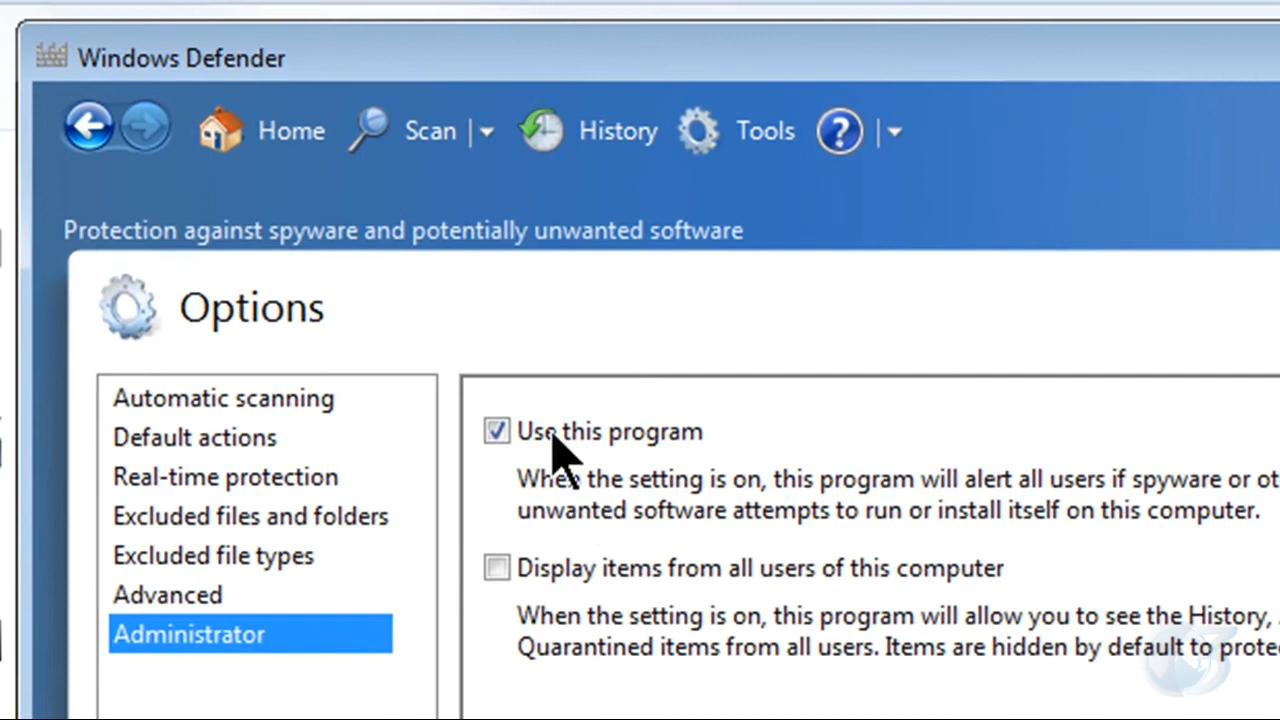 Windows Defender
Home Scan History Tools
Protection against spyware and potentially unwanted software
Options
Automatic scanning
Default actions
Real-time protection
Excluded files and folders
Excluded file types
Advanced
Administrator
Use this program
When the setting is on, this program will alert all users if spyware or ot
unwanted software attempts to run or install itself on this computer.
Display items from all users of this computer
When the setting is on, this program will allow you to see the History,
Quarantined items from all users. Items are hidden by default to prote